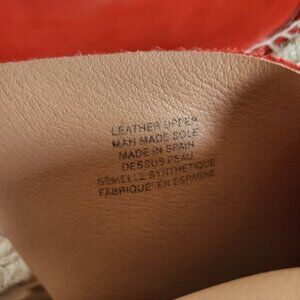 LEATHER UPPER
MAN MADE SOLE
MADE IN SPAIN
DESSUS PEAU
SEMELLE SYNTHETIQUE
FABRIQUE' EN ESPAGNE